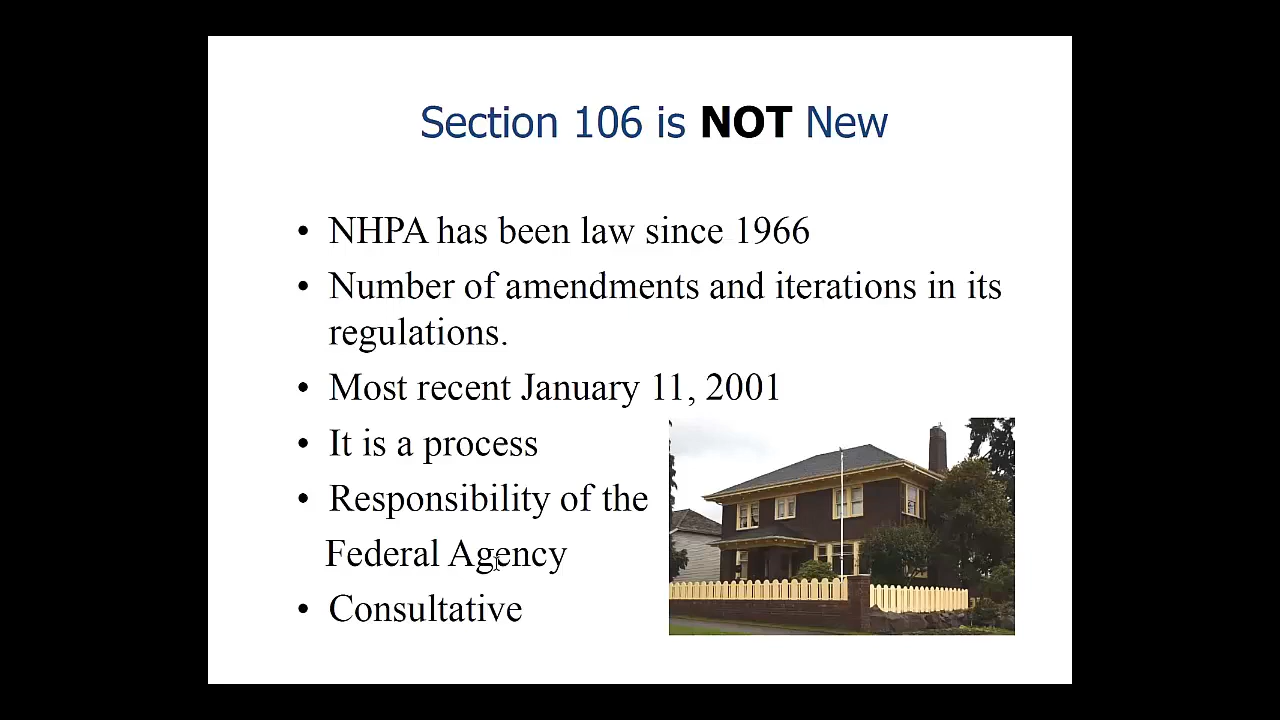 Section 106 is NOT New
• NHPA has been law since 1966
• Number of amendments and iterations in its
regulations.
• Most recent January 11, 2001
• It is a process
• Responsibility of the
Federal Agency
• Consultative